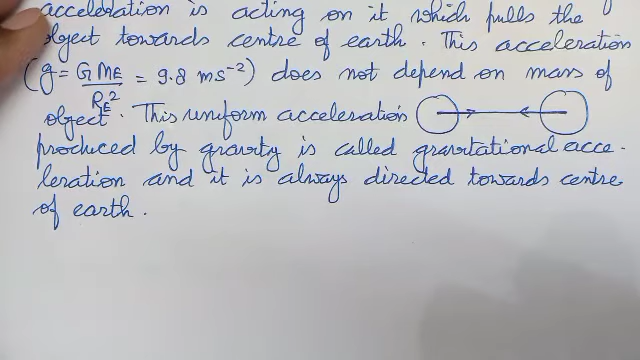 acceleration is acting on it which pulls the
object towards centre of earth. This acceleration
(g = G ME / RE² = 9.8 ms⁻²) does not depend on mass of
object. This uniform acceleration
produced by gravity is called gravitational acce-
leration and it is always directed towards centre
of earth.